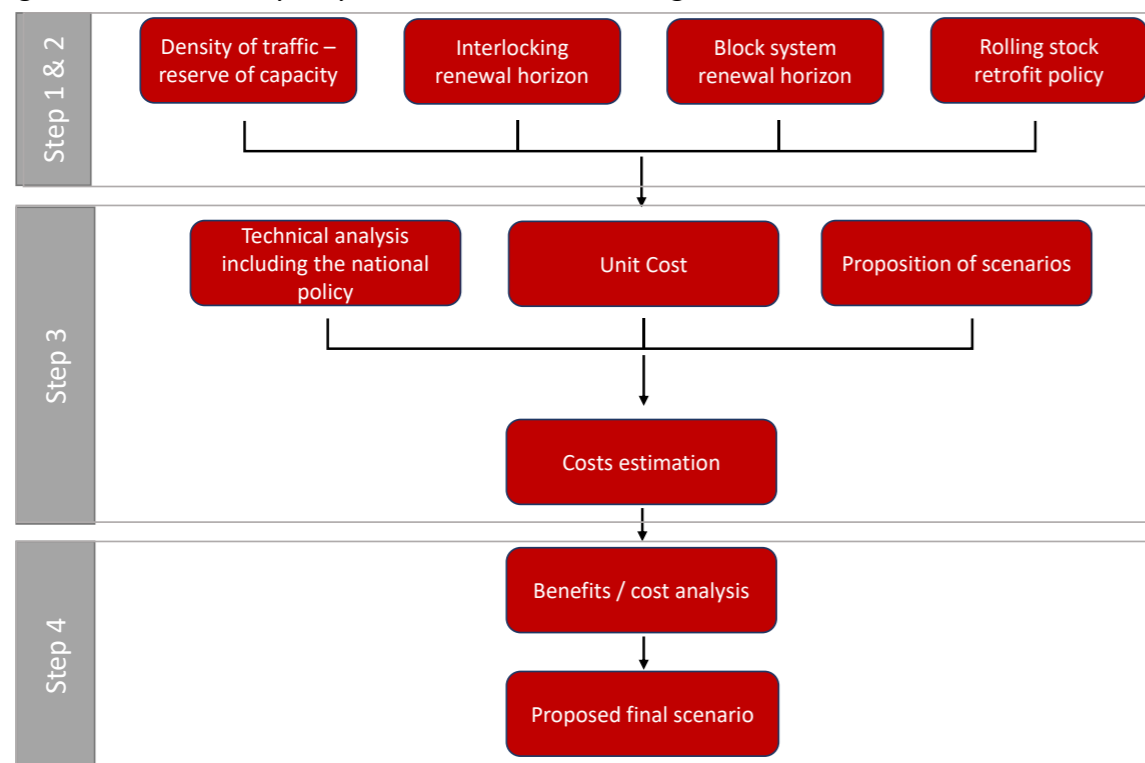 Step 1 & 2
Density of traffic –
reserve of capacity
Interlocking
renewal horizon
Block system
renewal horizon
Rolling stock
retrofit policy
Step 3
Technical analysis
including the national
policy
Unit Cost
Proposition of scenarios
Costs estimation
Step 4
Benefits / cost analysis
Proposed final scenario